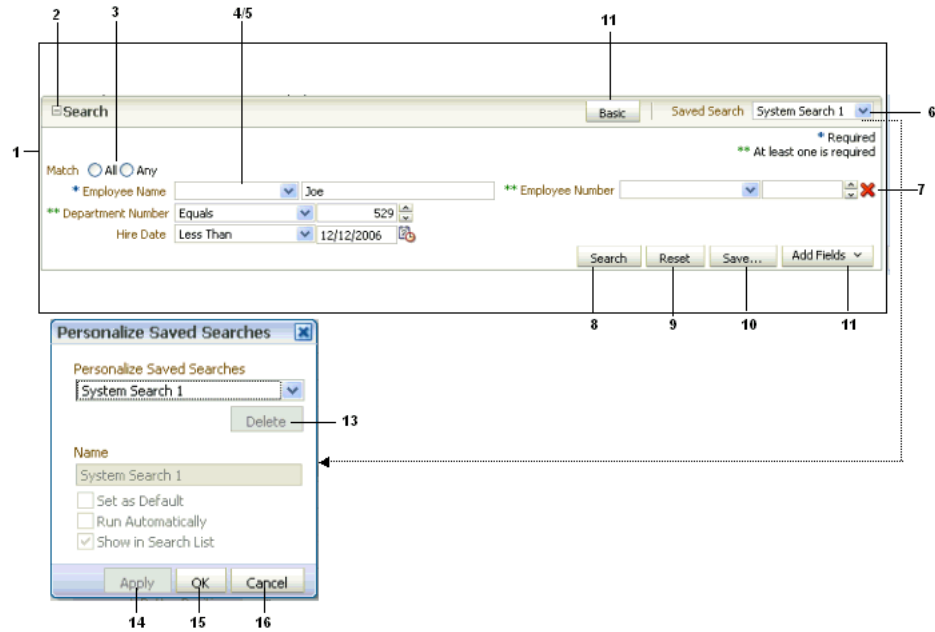 2 3 4/5 11
Search Basic Saved Search System Search 1 6
* Required
** At least one is required
1
Match All Any
* Employee Name Joe ** Employee Number 7
** Department Number Equals 529
Hire Date Less Than 12/12/2006
Search Reset Save... Add Fields
8 9 10 11
Personalize Saved Searches
Personalize Saved Searches
System Search 1
Delete 13
Name
System Search 1
Set as Default
Run Automatically
Show in Search List
Apply OK Cancel
14 15 16